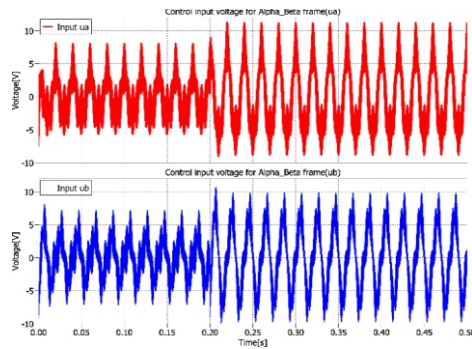 Control input voltage for Alpha_Beta frame(ua)
Input ua
Voltage[V]
10
5
0
-5
-10
Control input voltage for Alpha_Beta frame(ub)
Input ub
Voltage[V]
10
5
0
-5
-10
0.00 0.05 0.10 0.15 0.20 0.25 0.30 0.35 0.40 0.45 0.50
Time[s]